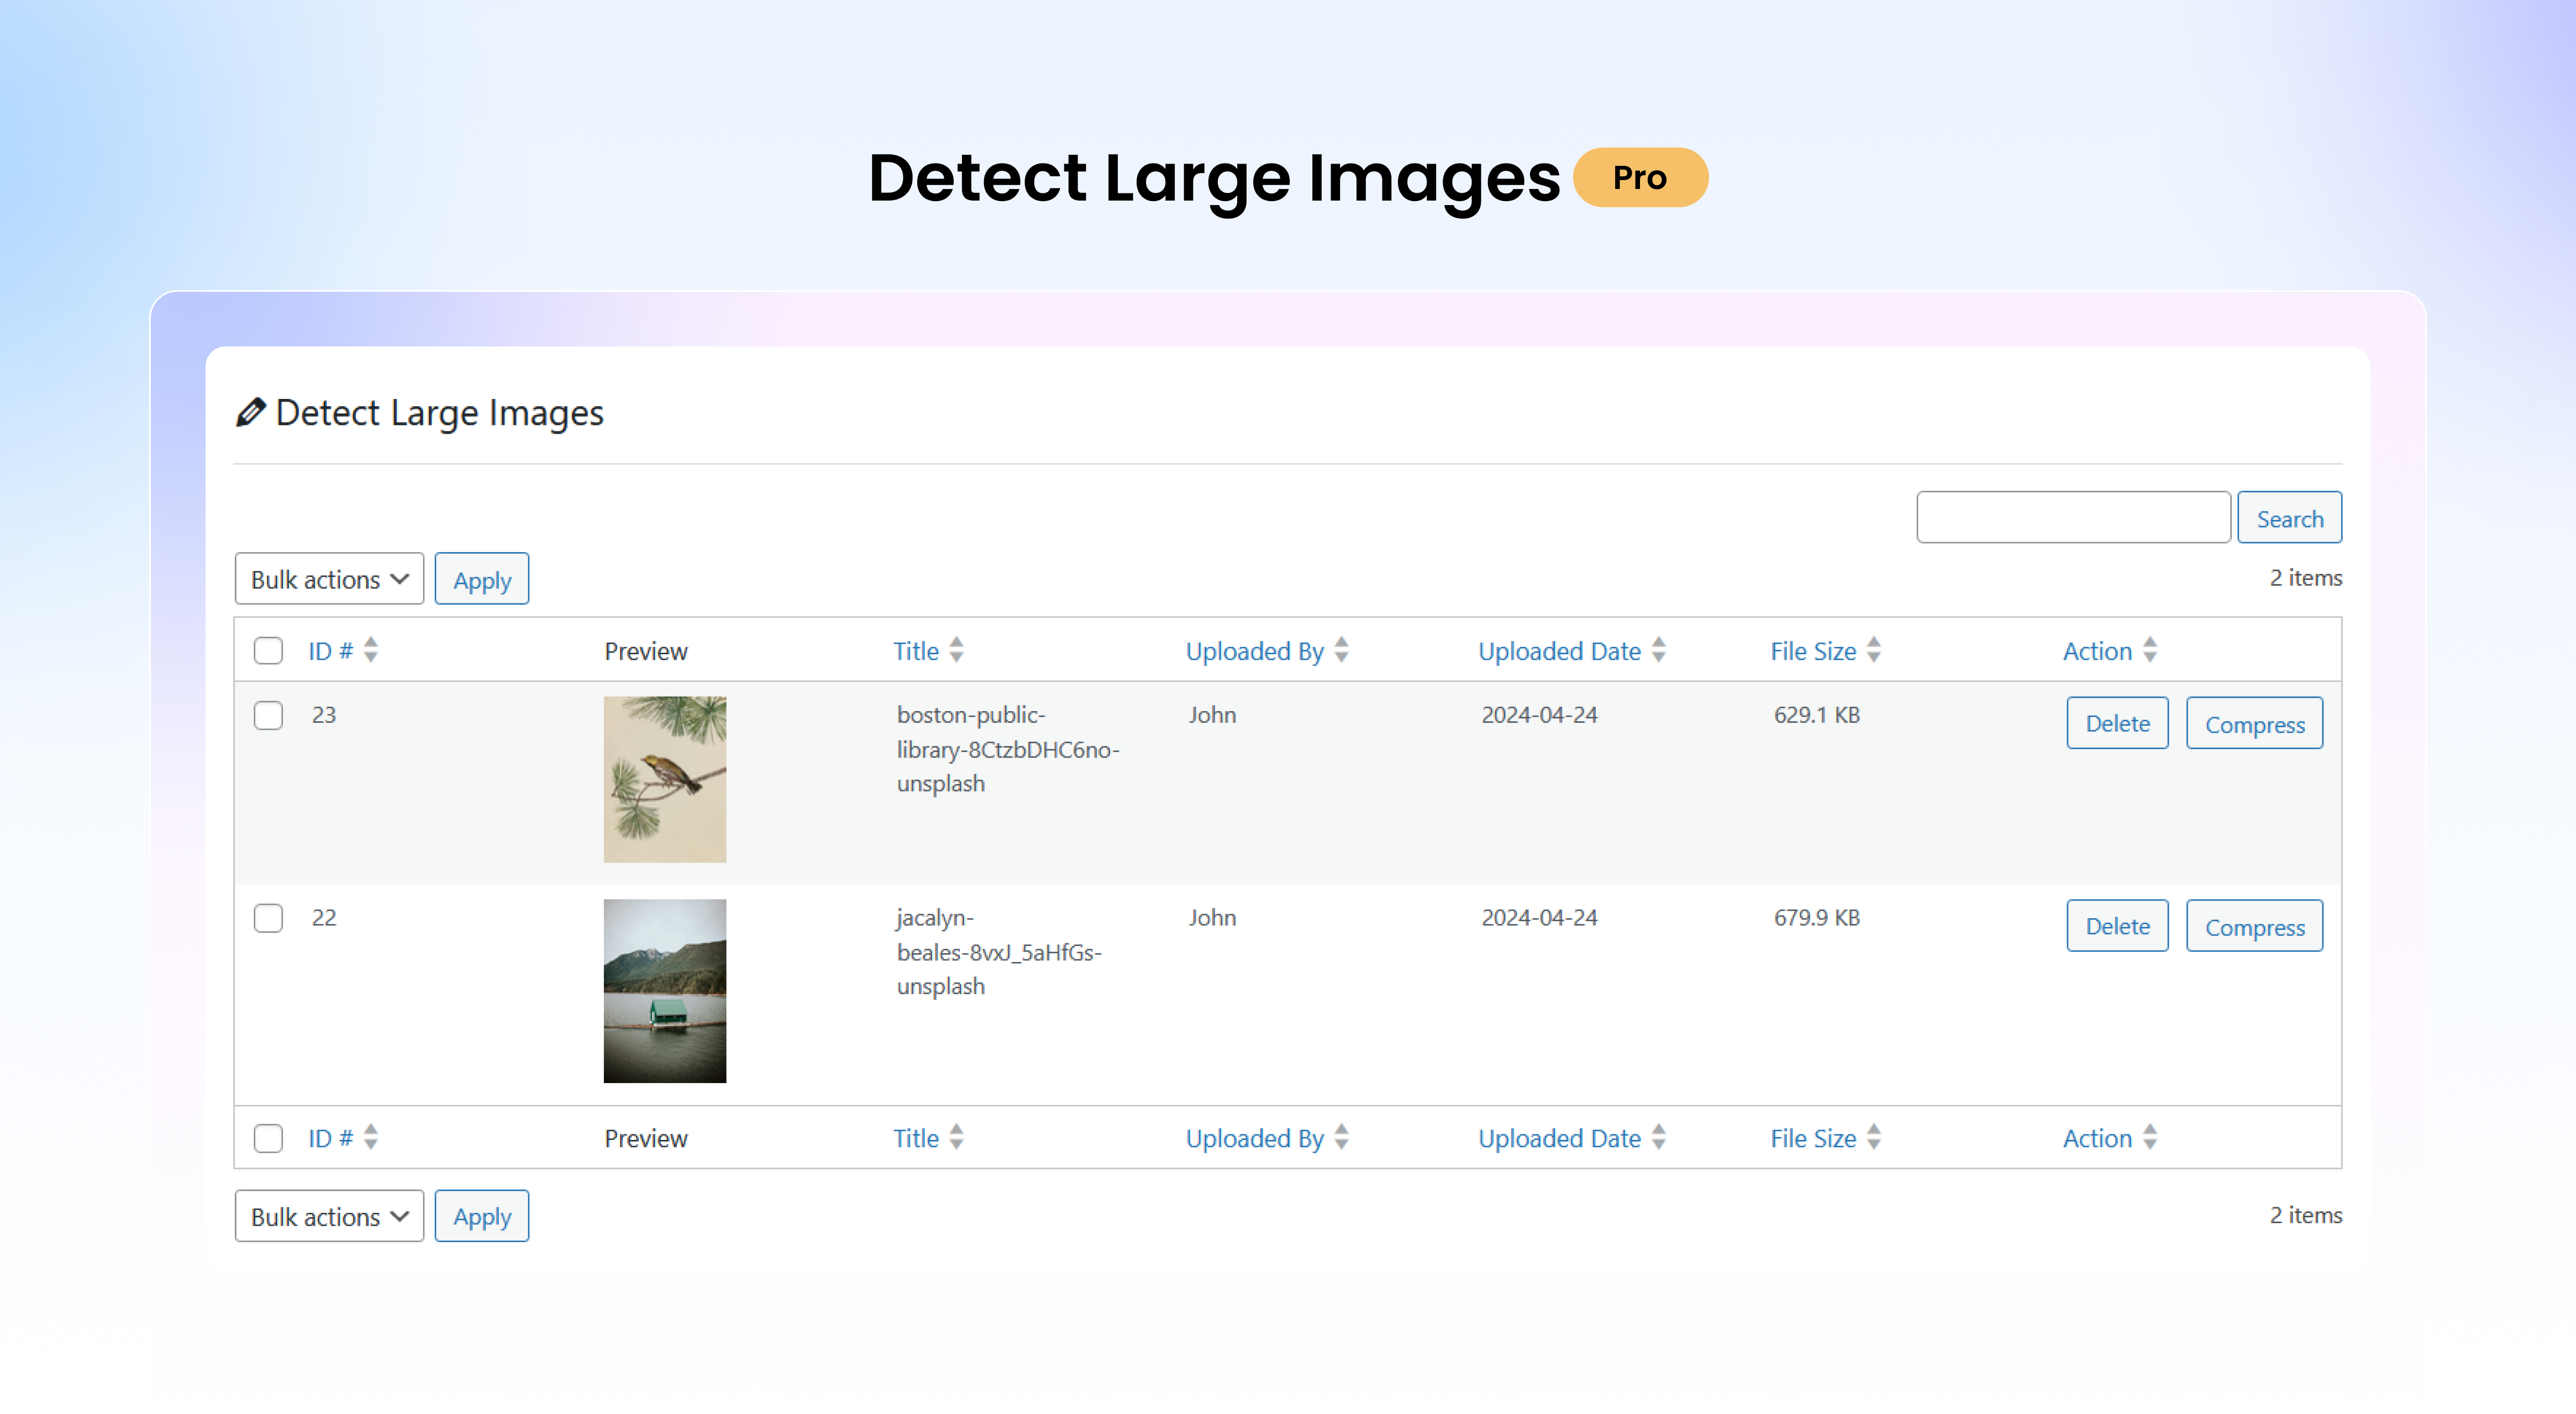 Detect Large Images Pro
Detect Large Images
Search
Bulk actions Apply 2 items
ID # Preview Title Uploaded By Uploaded Date File Size Action
23 boston-public- John 2024-04-24 629.1 KB Delete Compress
library-8CtzbDHC6no-
unsplash
22 jacalyn- John 2024-04-24 679.9 KB Delete Compress
beales-8vxJ_5aHfGs-
unsplash
ID # Preview Title Uploaded By Uploaded Date File Size Action
Bulk actions Apply 2 items